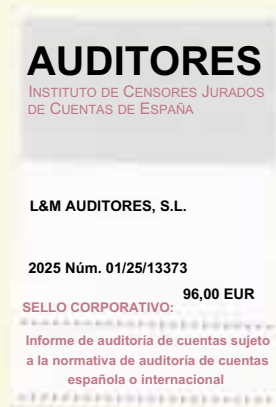 AUDITORES
INSTITUTO DE CENSORES JURADOS
DE CUENTAS DE ESPAÑA
L&M AUDITORES, S.L.
2025 Núm. 01/25/13373
96,00 EUR
SELLO CORPORATIVO:
Informe de auditoría de cuentas sujeto
a la normativa de auditoría de cuentas
española o internacional